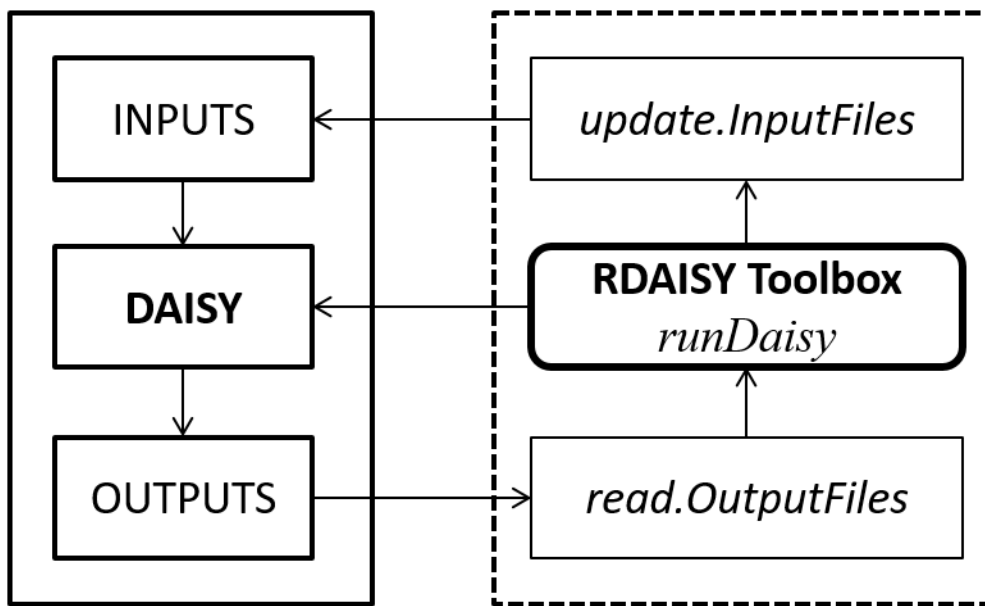 INPUTS
update.InputFiles
DAISY
RDAISY Toolbox
runDaisy
OUTPUTS
read.OutputFiles